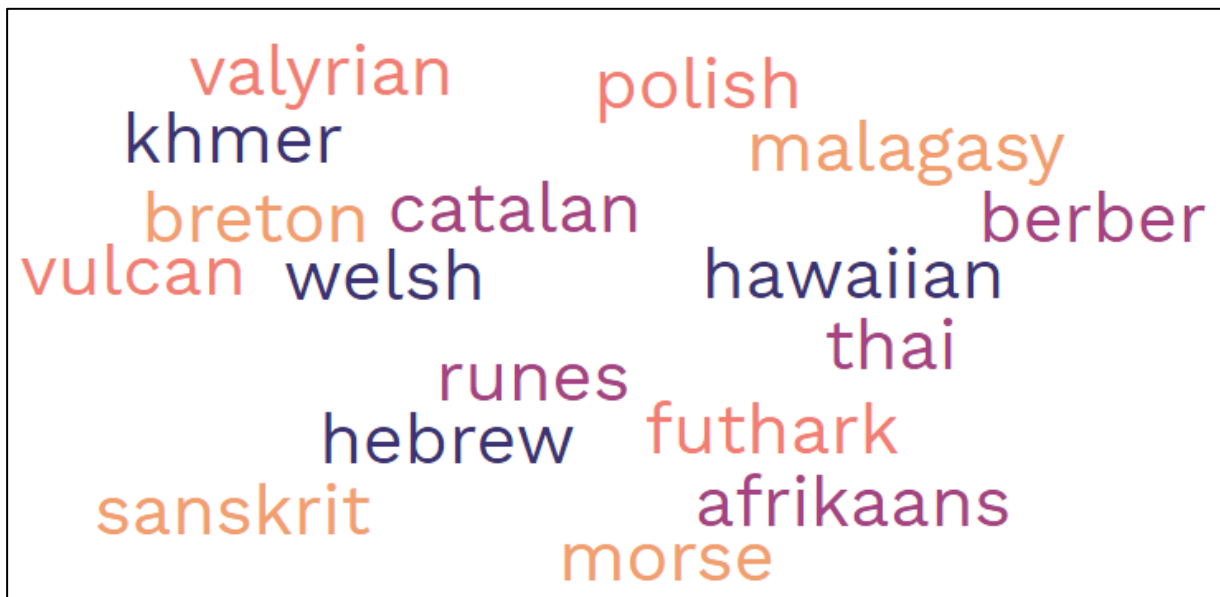 valyrian
polish
khmer
malagasy
breton
catalan
berber
vulcan
welsh
hawaiian
thai
runes
hebrew
futhark
sanskrit
afrikaans
morse